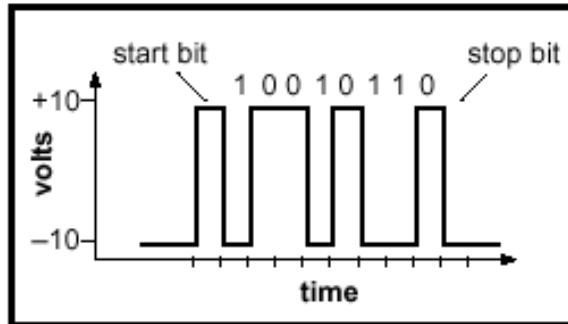 start bit
stop bit
1 0 0 1 0 1 1 0
+10
volts
–10
time